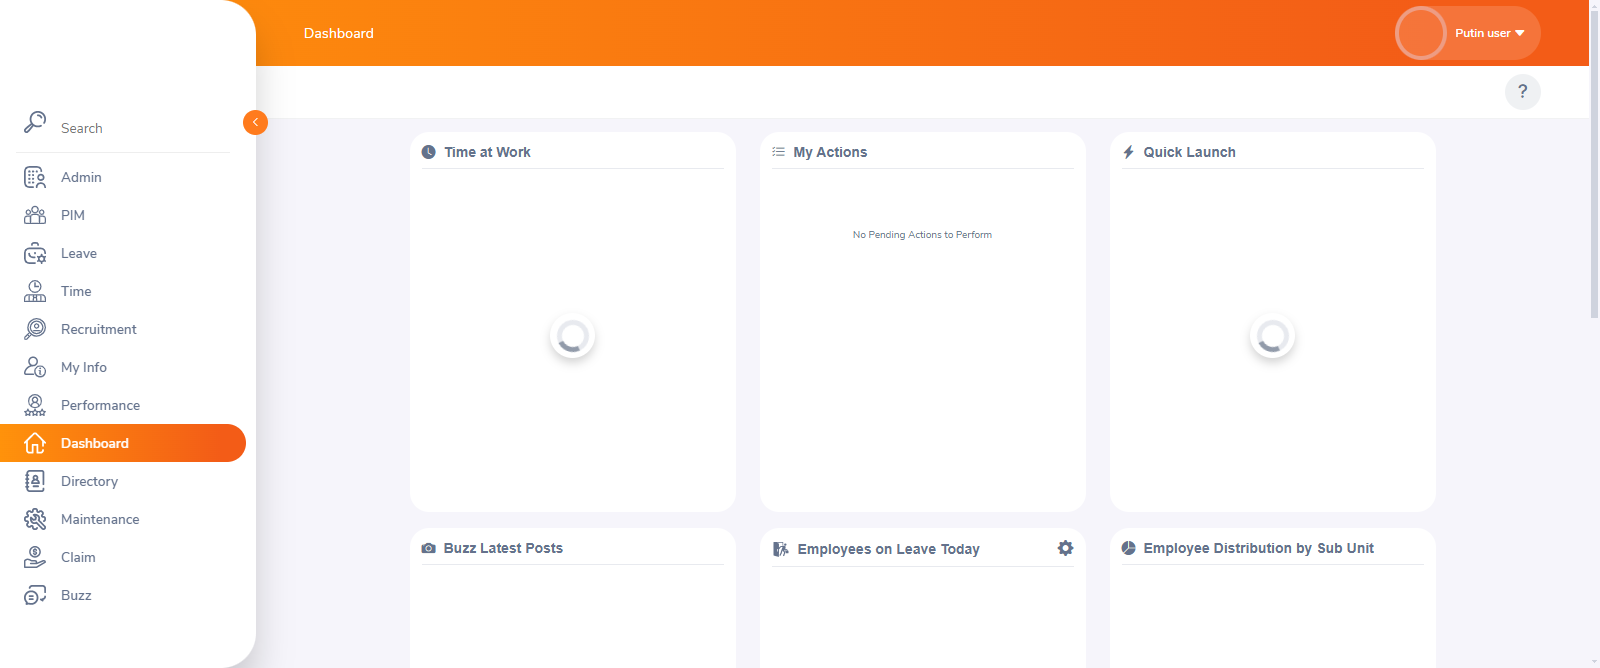 Dashboard
Putin user
?
Search
Admin
PIM
Leave
Time
Recruitment
My Info
Performance
Dashboard
Directory
Maintenance
Claim
Buzz
Time at Work
My Actions
No Pending Actions to Perform
Quick Launch
Buzz Latest Posts
Employees on Leave Today
Employee Distribution by Sub Unit